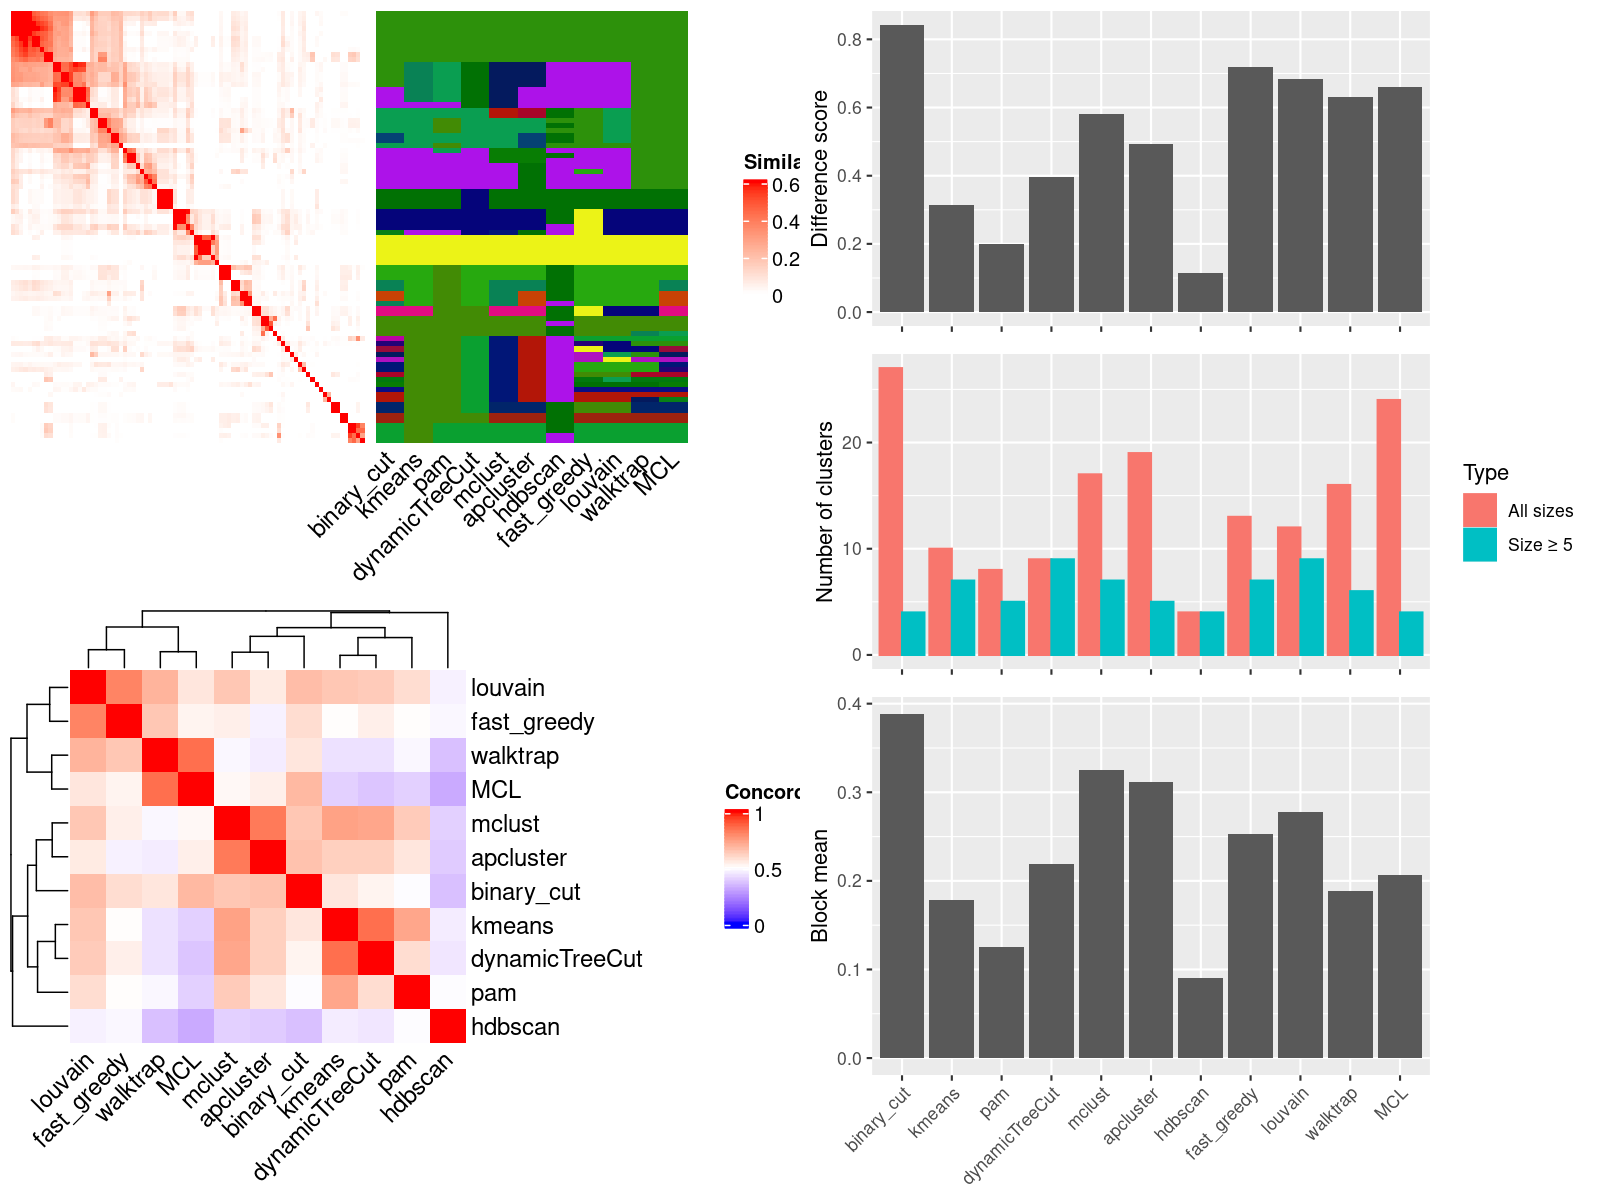 Simila
0.6
0.4
0.2
0
binary_cut
kmeans
pam
dynamicTreeCut
mclust
apcluster
hdbscan
fast_greedy
louvain
walktrap
MCL
Difference score
0.8
0.6
0.4
0.2
0.0
Number of clusters
20
10
0
Type
All sizes
Size ≥ 5
louvain
fast_greedy
walktrap
MCL
mclust
apcluster
binary_cut
kmeans
dynamicTreeCut
pam
hdbscan
louvain
fast_greedy
walktrap
MCL
mclust
apcluster
binary_cut
kmeans
dynamicTreeCut
pam
hdbscan
Concord
1
0.5
0
Block mean
0.4
0.3
0.2
0.1
0.0
binary_cut
kmeans
pam
dynamicTreeCut
mclust
apcluster
hdbscan
fast_greedy
louvain
walktrap
MCL